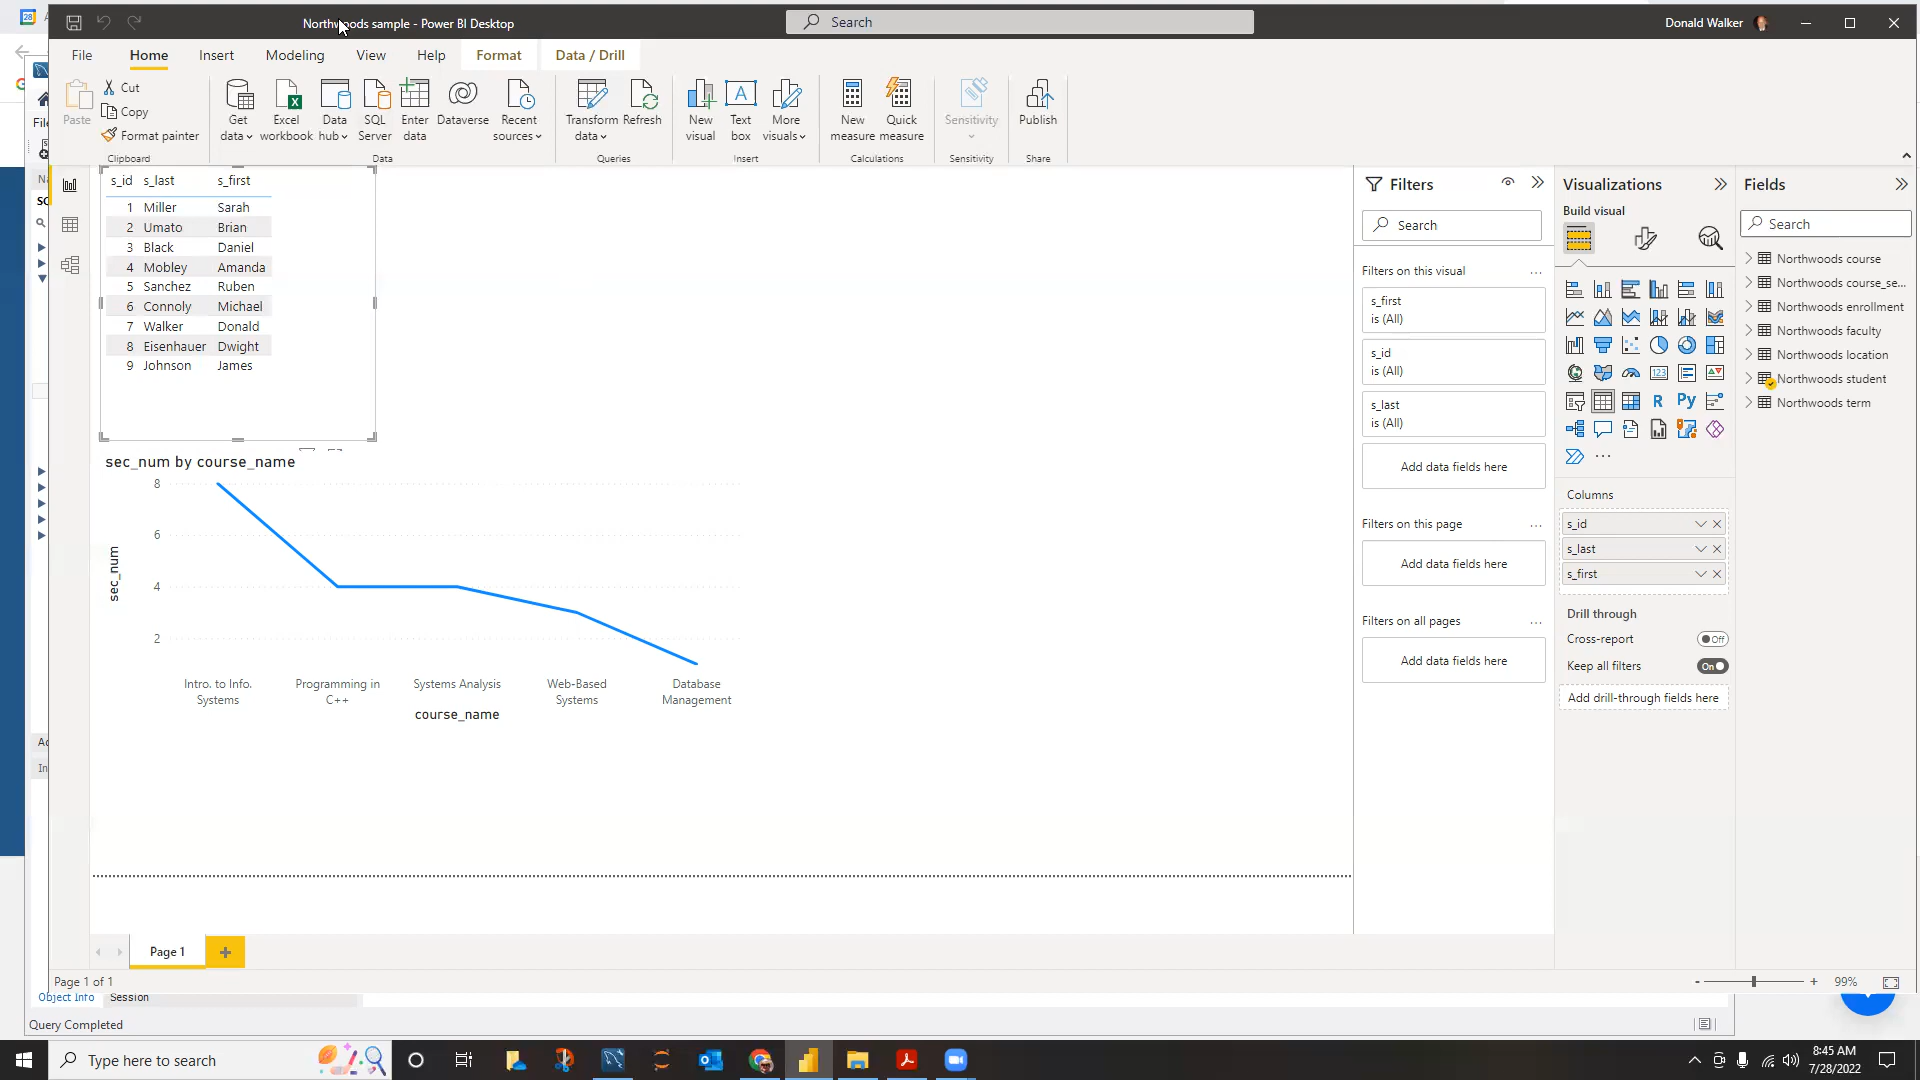 Northwoods sample - Power BI Desktop
Search
Donald Walker
File Home Insert Modeling View Help Format Data / Drill
Paste
Cut
Copy
Format painter
Clipboard
Get data
Excel workbook
Data hub
SQL Server
Enter data
Dataverse
Recent sources
Data
Transform data
Refresh
Queries
New visual
Text box
More visuals
Insert
New measure
Quick measure
Calculations
Sensitivity
Sensitivity
Publish
Share
s_id s_last s_first
1 Miller Sarah
2 Umato Brian
3 Black Daniel
4 Mobley Amanda
5 Sanchez Ruben
6 Connoly Michael
7 Walker Donald
8 Eisenhauer Dwight
9 Johnson James
sec_num by course_name
8
6
4
2
sec_num
Intro. to Info. Systems
Programming in C++
Systems Analysis
Web-Based Systems
Database Management
course_name
Filters
Search
Filters on this visual ...
s_first
is (All)
s_id
is (All)
s_last
is (All)
Add data fields here
Filters on this page ...
Add data fields here
Filters on all pages ...
Add data fields here
Visualizations
Build visual
123
R
Py
...
Columns
s_id
s_last
s_first
Drill through
Cross-report Off
Keep all filters On
Add drill-through fields here
Fields
Search
Northwoods course
Northwoods course_se...
Northwoods enrollment
Northwoods faculty
Northwoods location
Northwoods student
Northwoods term
Page 1
+
Page 1 of 1
- + 99%
Object Info Session
Query Completed
Type here to search
8:45 AM
7/28/2022